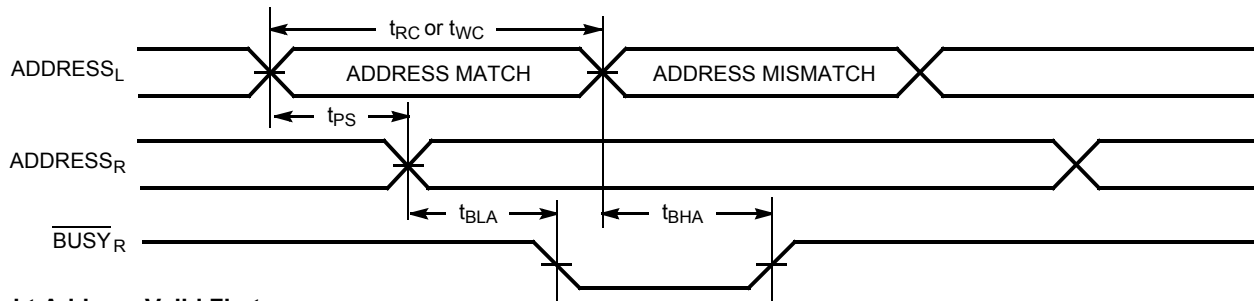 tRC or tWC
ADDRESSL
ADDRESS MATCH
ADDRESS MISMATCH
tPS
ADDRESSR
tBLA
tBHA
BUSYR